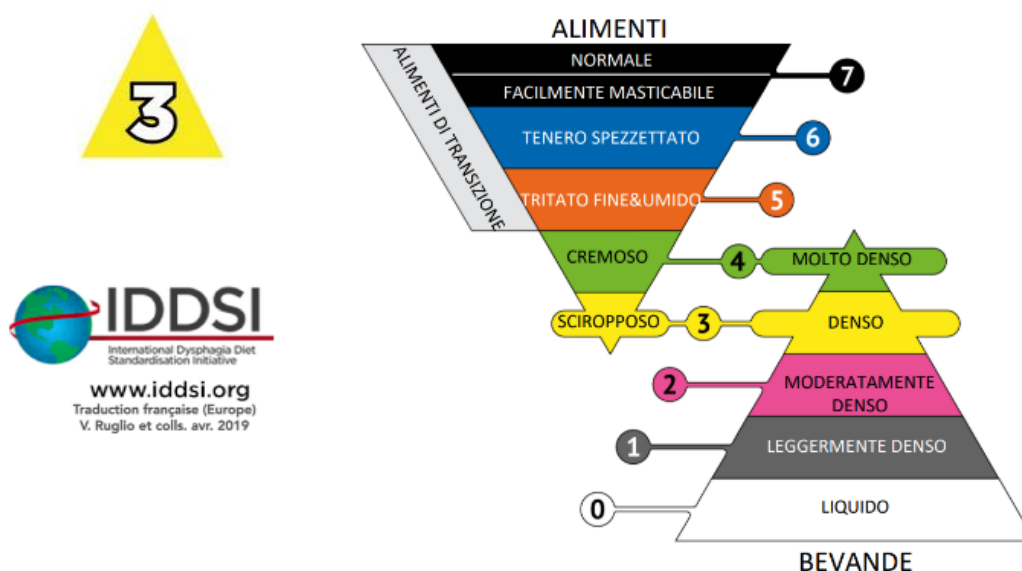 3
IDDSI
International Dysphagia Diet
Standardisation Initiative
www.iddsi.org
Traduction française (Europe)
V. Ruglio et colls. avr. 2019
ALIMENTI
ALIMENTI DI TRANSIZIONE
NORMALE
7
FACILMENTE MASTICABILE
TENERO SPEZZETTATO
6
TRITATO FINE&UMIDO
5
CREMOSO
4
MOLTO DENSO
SCIROPPOSO
3
DENSO
2
MODERATAMENTE
DENSO
1
LEGGERMENTE DENSO
0
LIQUIDO
BEVANDE